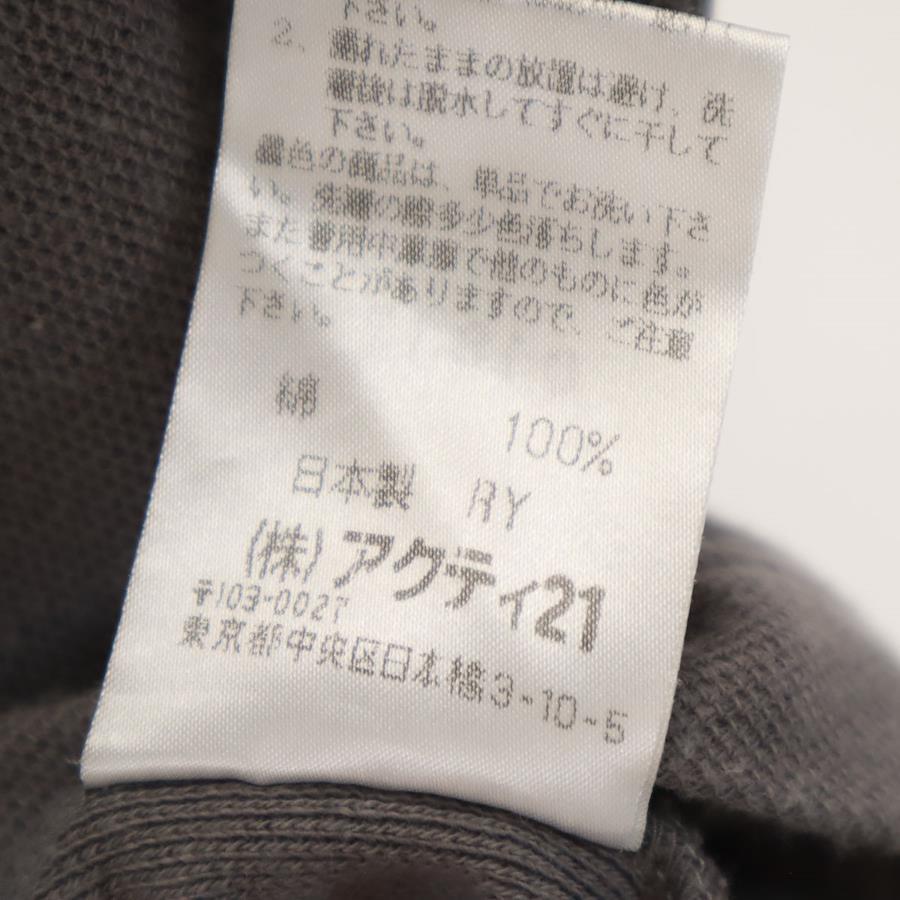 下さい。
2、濡れたままの放置は避け、洗
濯後は脱水してすぐに干して
下さい。
濃色の商品は、単品でお洗い下さ
い。洗濯の際多少色落ちします。
また着用中摩擦で他のものに色が
つくことがありますので、ご注意
下さい。
綿 100%
日本製 RY
(株)アクティ21
〒103-0027
東京都中央区日本橋3-10-5